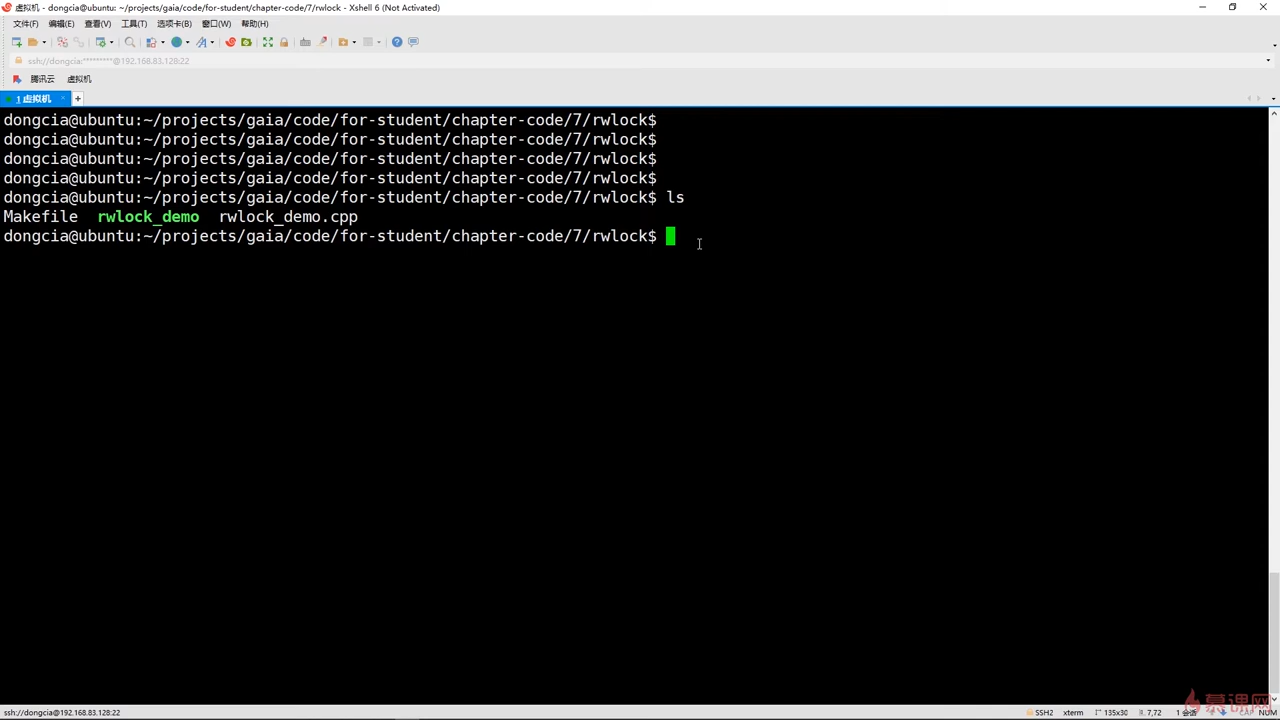 虚拟机 - dongcia@ubuntu: ~/projects/gaia/code/for-student/chapter-code/7/rwlock - Xshell 6 (Not Activated)
文件(F) 编辑(E) 查看(V) 工具(T) 选项卡(B) 窗口(W) 帮助(H)
ssh://dongcia:*********@192.168.83.128:22
腾讯云 虚拟机
1 虚拟机 × +
dongcia@ubuntu:~/projects/gaia/code/for-student/chapter-code/7/rwlock$
dongcia@ubuntu:~/projects/gaia/code/for-student/chapter-code/7/rwlock$
dongcia@ubuntu:~/projects/gaia/code/for-student/chapter-code/7/rwlock$
dongcia@ubuntu:~/projects/gaia/code/for-student/chapter-code/7/rwlock$
dongcia@ubuntu:~/projects/gaia/code/for-student/chapter-code/7/rwlock$ ls
Makefile rwlock_demo rwlock_demo.cpp
dongcia@ubuntu:~/projects/gaia/code/for-student/chapter-code/7/rwlock$
慕课网
ssh://dongcia@192.168.83.128:22 SSH2 xterm 135x30 7,72 1 会话 CAP NUM